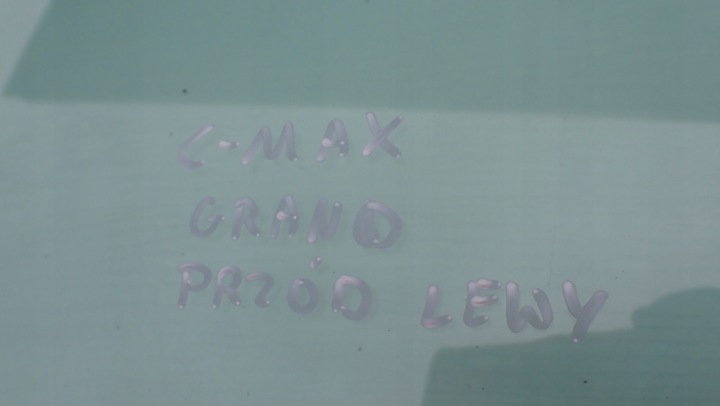 C-MAX
GRAND
PRZÓD LEWY